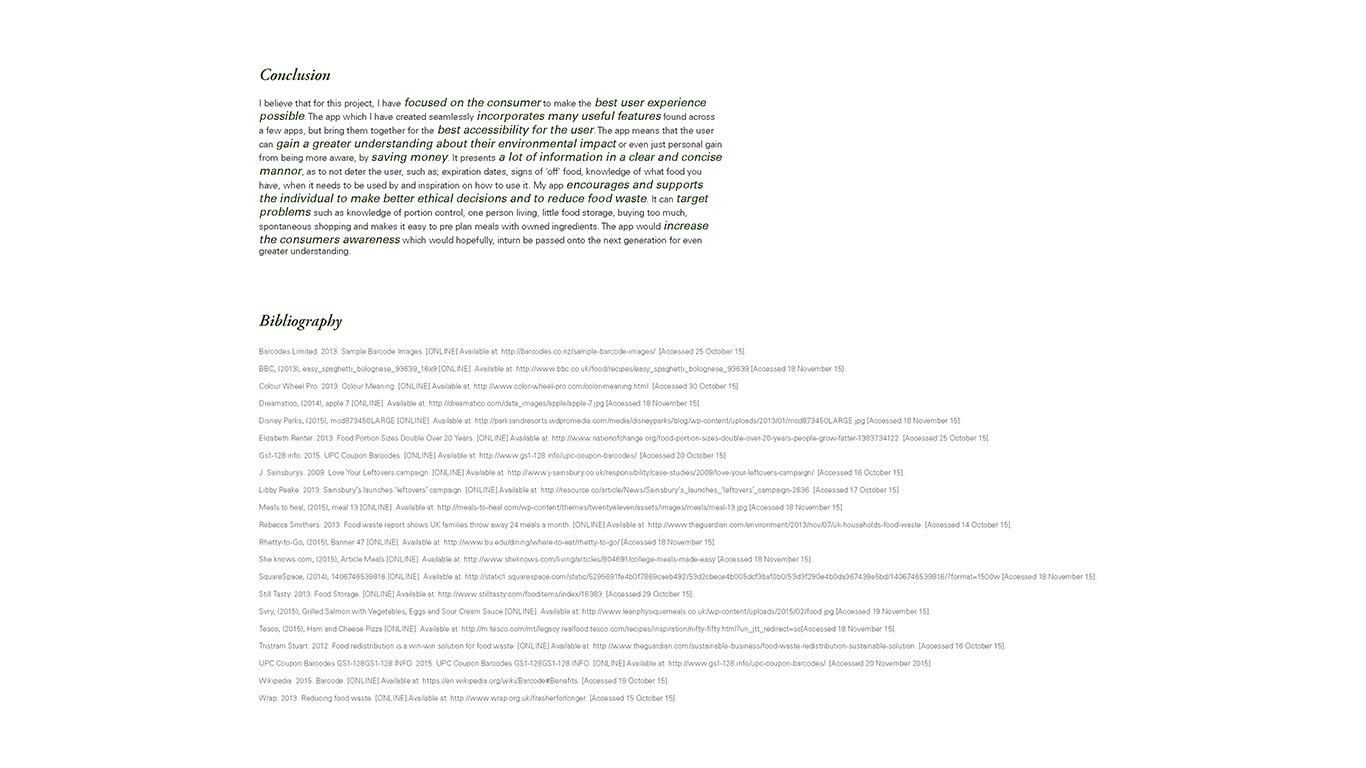 Conclusion
I believe that for this project, I have focused on the consumer to make the best user experience
possible. The app which I have created seamlessly incorporates many useful features found across
a few apps, but bring them together for the best accessibility for the user. The app means that the user
can gain a greater understanding about their environmental impact or even just personal gain
from being more aware, by saving money. It presents a lot of information in a clear and concise
mannor, as to not deter the user, such as; expiration dates, signs of 'off' food, knowledge of what food you
have, when it needs to be used by and inspiration on how to use it. My app encourages and supports
the individual to make better ethical decisions and to reduce food waste. It can target
problems such as knowledge of portion control, one person living, little food storage, buying too much,
spontaneous shopping and makes it easy to pre plan meals with owned ingredients. The app would increase
the consumers awareness which would hopefully, inturn be passed onto the next generation for even
greater understanding.
Bibliography
Barcodes Limited. 2013. Sample Barcode Images. [ONLINE] Available at: http://barcodes.co.nz/sample-barcode-images/. [Accessed 25 October 15].
BBC, (2013), easy_spaghetti_bolognese_93639_16x9 [ONLINE]. Available at: http://www.bbc.co.uk/food/recipes/easy_spaghetti_bolognese_93639 [Accessed 18 November 15].
Colour Wheel Pro. 2013. Colour Meaning. [ONLINE] Available at: http://www.color-wheel-pro.com/color-meaning.html. [Accessed 30 October 15].
Dreamatico, (2014), apple 7 [ONLINE]. Available at: http://dreamatico.com/data_images/apple/apple-7.jpg [Accessed 18 November 15].
Disney Parks, (2015), mcd873450LARGE [ONLINE]. Available at: http://parksandresorts.wdpromedia.com/media/disneyparks/blog/wp-content/uploads/2013/01/mcd873450LARGE.jpg [Accessed 18 November 15].
Elizabeth Renter. 2013. Food Portion Sizes Double Over 20 Years. [ONLINE] Available at: http://www.nationofchange.org/food-portion-sizes-double-over-20-years-people-grow-fatter-1383734122. [Accessed 25 October 15].
Gs1-128 info. 2015. UPC Coupon Barcodes. [ONLINE] Available at: http://www.gs1-128.info/upc-coupon-barcodes/. [Accessed 20 October 15].
J. Sainsburys. 2009. Love Your Leftovers campaign. [ONLINE] Available at: http://www.j-sainsbury.co.uk/responsibility/case-studies/2009/love-your-leftovers-campaign/. [Accessed 16 October 15].
Libby Peake. 2013. Sainsbury's launches 'leftovers' campaign. [ONLINE] Available at: http://resource.co/article/News/Sainsbury's_launches_'leftovers'_campaign-2636. [Accessed 17 October 15].
Meals to heal, (2015), meal 13 [ONLINE]. Available at: http://meals-to-heal.com/wp-content/themes/twentyeleven/assets/images/meals/meal-13.jpg [Accessed 18 November 15].
Rebecca Smithers. 2013. Food waste report shows UK families throw away 24 meals a month. [ONLINE] Available at: http://www.theguardian.com/environment/2013/nov/07/uk-households-food-waste. [Accessed 14 October 15].
Rhetty-to-Go, (2015), Banner 47 [ONLINE]. Available at: http://www.bu.edu/dining/where-to-eat/rhetty-to-go/ [Accessed 18 November 15].
She knows.com, (2015), Article Meals [ONLINE]. Available at: http://www.sheknows.com/living/articles/804691/college-meals-made-easy [Accessed 18 November 15].
SquareSpace, (2014), 1406746539816 [ONLINE]. Available at: http://static1.squarespace.com/static/5295691fe4b0f7869caeb492/53d2cbece4b005dcf3baf0b0/53d3f290e4b0da367439e5bd/1406746539816/?format=1500w [Accessed 18 November 15].
Still Tasty. 2013. Food Storage. [ONLINE] Available at: http://www.stilltasty.com/fooditems/index/16383. [Accessed 29 October 15].
Svry, (2015), Grilled Salmon with Vegetables, Eggs and Sour Cream Sauce [ONLINE]. Available at: http://www.leanphysiquemeals.co.uk/wp-content/uploads/2015/02/food.jpg [Accessed 19 November 15].
Tesco, (2015), Ham and Cheese Pizza [ONLINE]. Available at: http://m.tesco.com/mt/legacy.realfood.tesco.com/recipes/inspiration/nifty-fifty.html?un_jtt_redirect=sc[Accessed 18 November 15].
Tristram Stuart. 2012. Food redistribution is a win-win solution for food waste. [ONLINE] Available at: http://www.theguardian.com/sustainable-business/food-waste-redistribution-sustainable-solution. [Accessed 16 October 15].
UPC Coupon Barcodes GS1-128GS1-128 INFO. 2015. UPC Coupon Barcodes GS1-128GS1-128 INFO. [ONLINE] Available at: http://www.gs1-128.info/upc-coupon-barcodes/. [Accessed 20 November 2015].
Wikipedia. 2015. Barcode. [ONLINE] Available at: https://en.wikipedia.org/wiki/Barcode#Benefits. [Accessed 19 October 15].
Wrap. 2013. Reducing food waste. [ONLINE] Available at: http://www.wrap.org.uk/fresherforlonger. [Accessed 15 October 15].